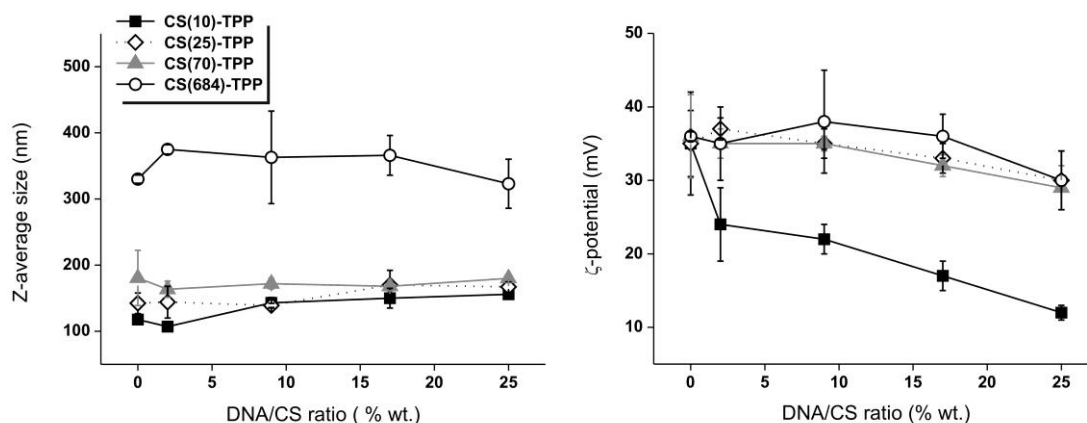 CS(10)-TPP
CS(25)-TPP
CS(70)-TPP
CS(684)-TPP
500
400
300
200
100
Z-average size (nm)
0 5 10 15 20 25
DNA/CS ratio ( % wt.)
50
40
30
20
10
ζ-potential (mV)
0 5 10 15 20 25
DNA/CS ratio (% wt.)